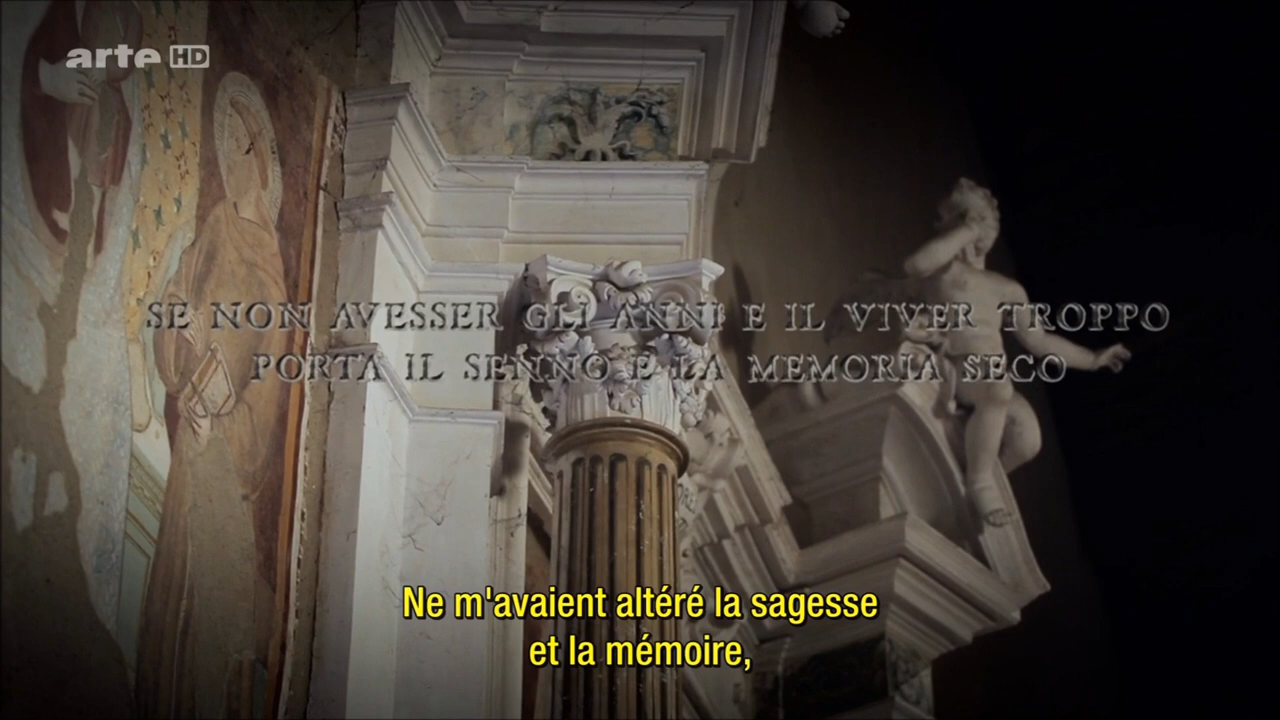 arte HD
SE NON AVESSER GLI ANNI E IL VIVER TROPPO
PORTA IL SENNO E LA MEMORIA SECO
Ne m'avaient altéré la sagesse
et la mémoire,